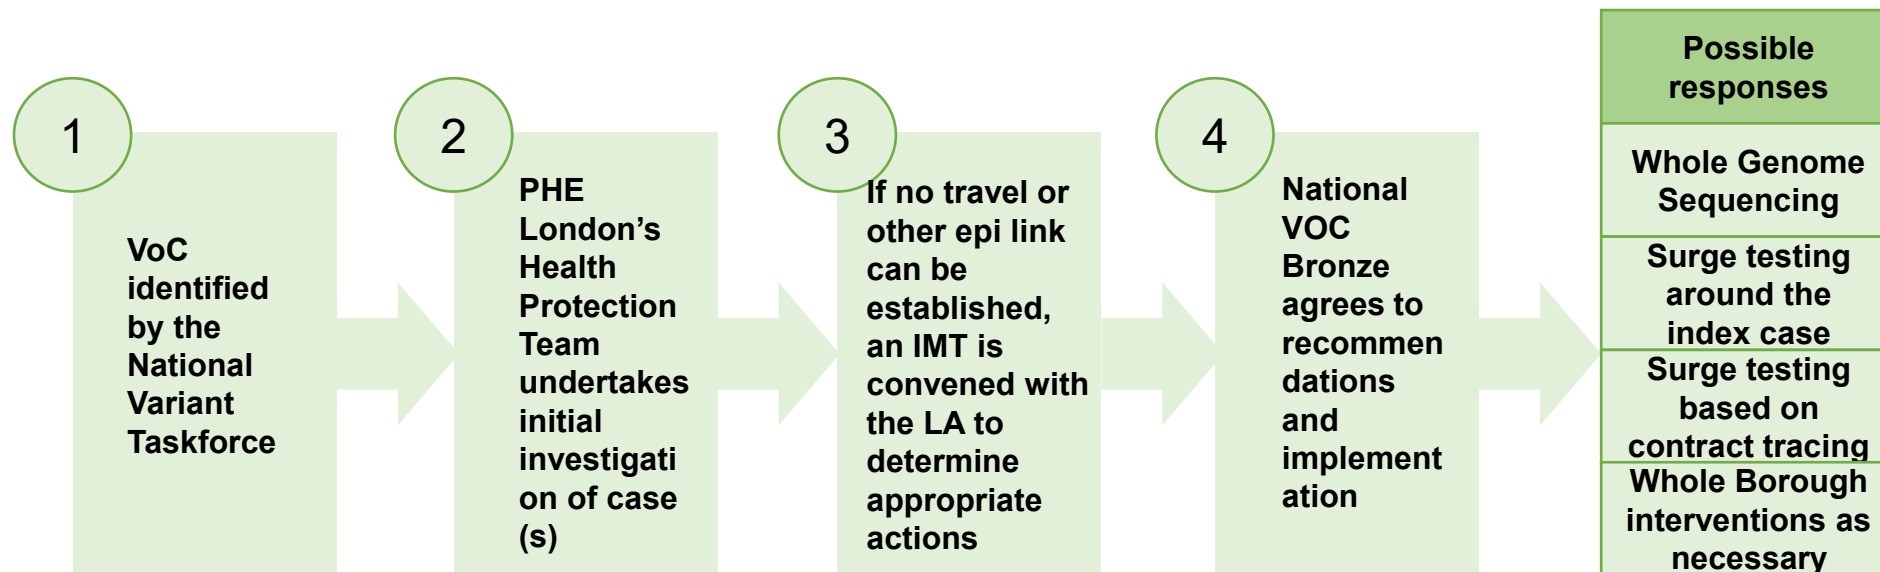 1
VoC
identified
by the
National
Variant
Taskforce
2
PHE
London’s
Health
Protection
Team
undertakes
initial
investigati
on of case
(s)
3
If no travel or
other epi link
can be
established,
an IMT is
convened with
the LA to
determine
appropriate
actions
4
National
VOC
Bronze
agrees to
recommen
dations
and
implement
ation
Possible
responses
Whole Genome
Sequencing
Surge testing
around the
index case
Surge testing
based on
contract tracing
Whole Borough
interventions as
necessary